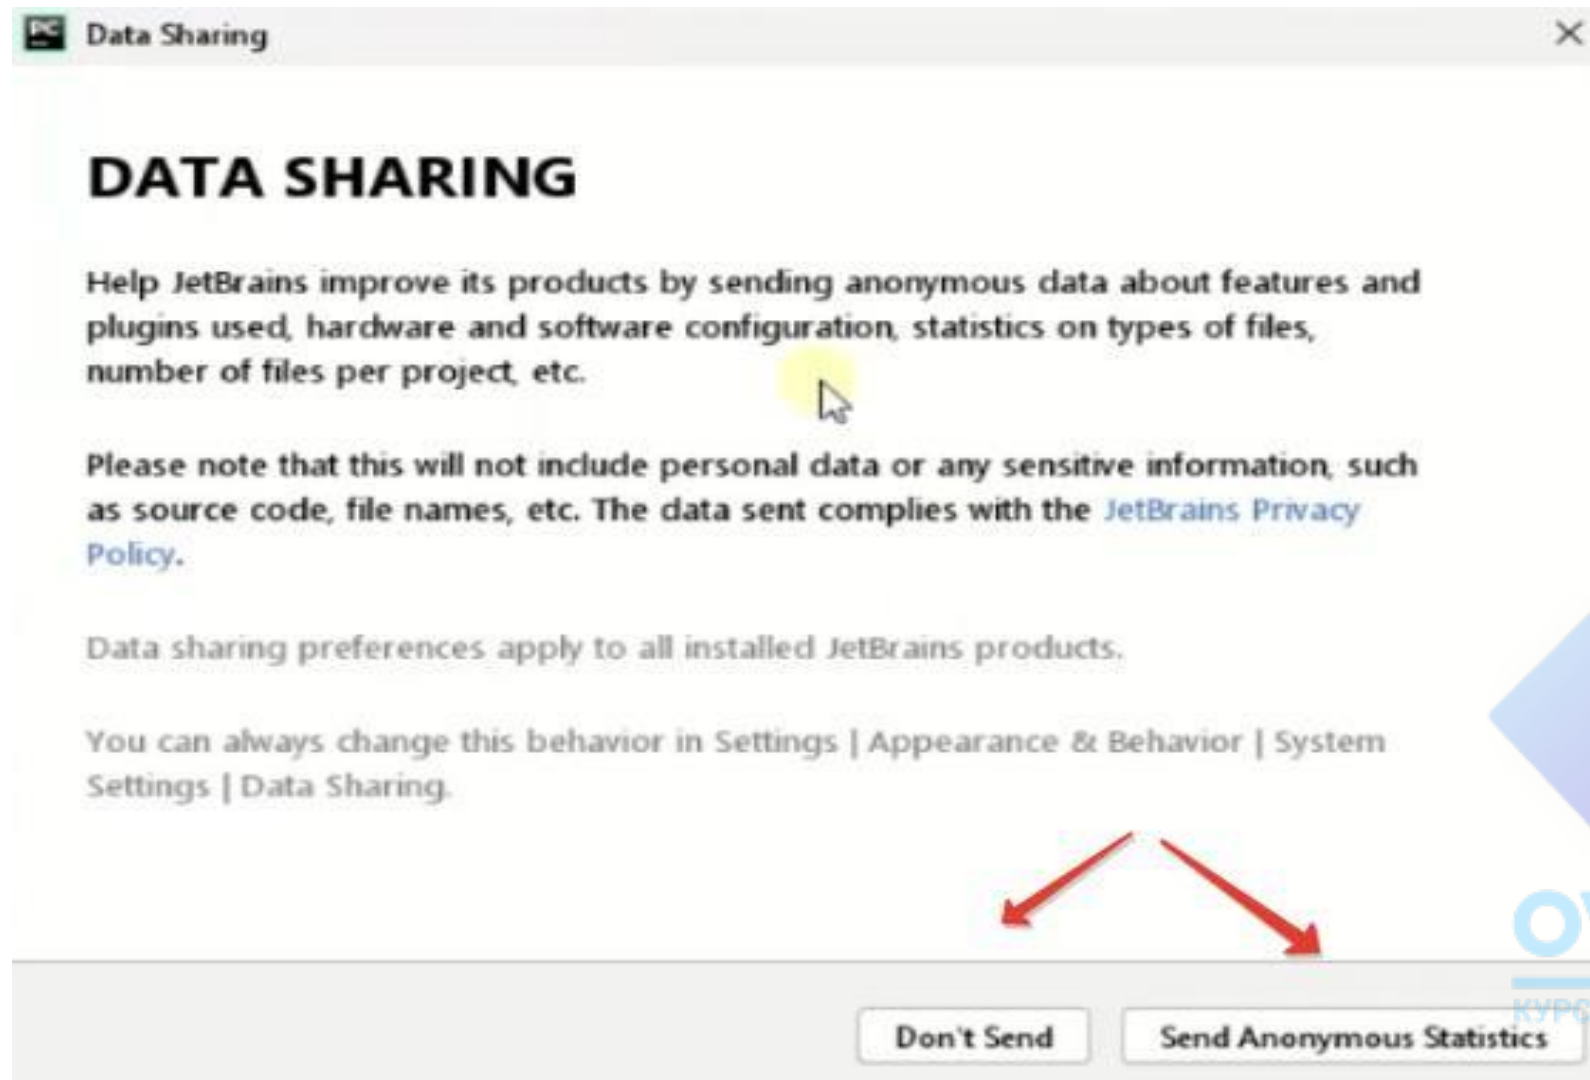 PC
Data Sharing
DATA SHARING
Help JetBrains improve its products by sending anonymous data about features and
plugins used, hardware and software configuration, statistics on types of files,
number of files per project, etc.
Please note that this will not include personal data or any sensitive information, such
as source code, file names, etc. The data sent complies with the JetBrains Privacy
Policy.
Data sharing preferences apply to all installed JetBrains products.
You can always change this behavior in Settings | Appearance & Behavior | System
Settings | Data Sharing.
Don't Send
Send Anonymous Statistics